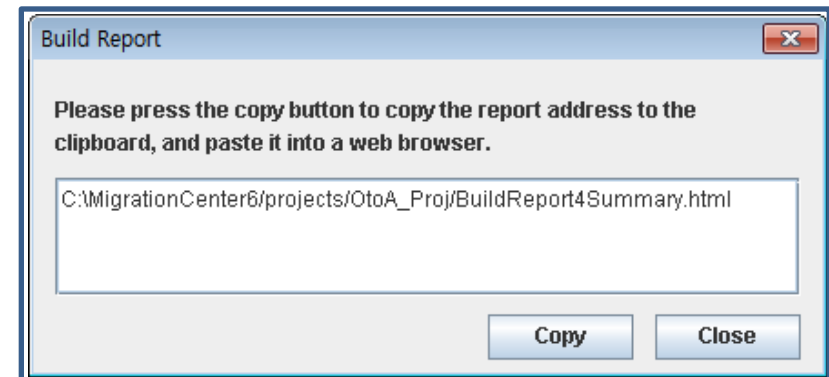 Build Report
Please press the copy button to copy the report address to the
clipboard, and paste it into a web browser.
C:\MigrationCenter6/projects/OtoA_Proj/BuildReport4Summary.html
Copy Close